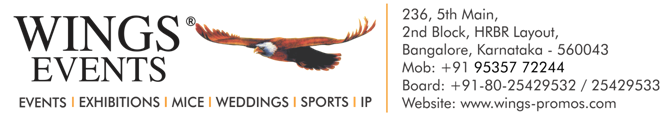 WINGS®
EVENTS
EVENTS | EXHIBITIONS | MICE | WEDDINGS | SPORTS | IP
236, 5th Main,
2nd Block, HRBR Layout,
Bangalore, Karnataka - 560043
Mob: +91 95357 72244
Board: +91-80-25429532 / 25429533
Website: www.wings-promos.com